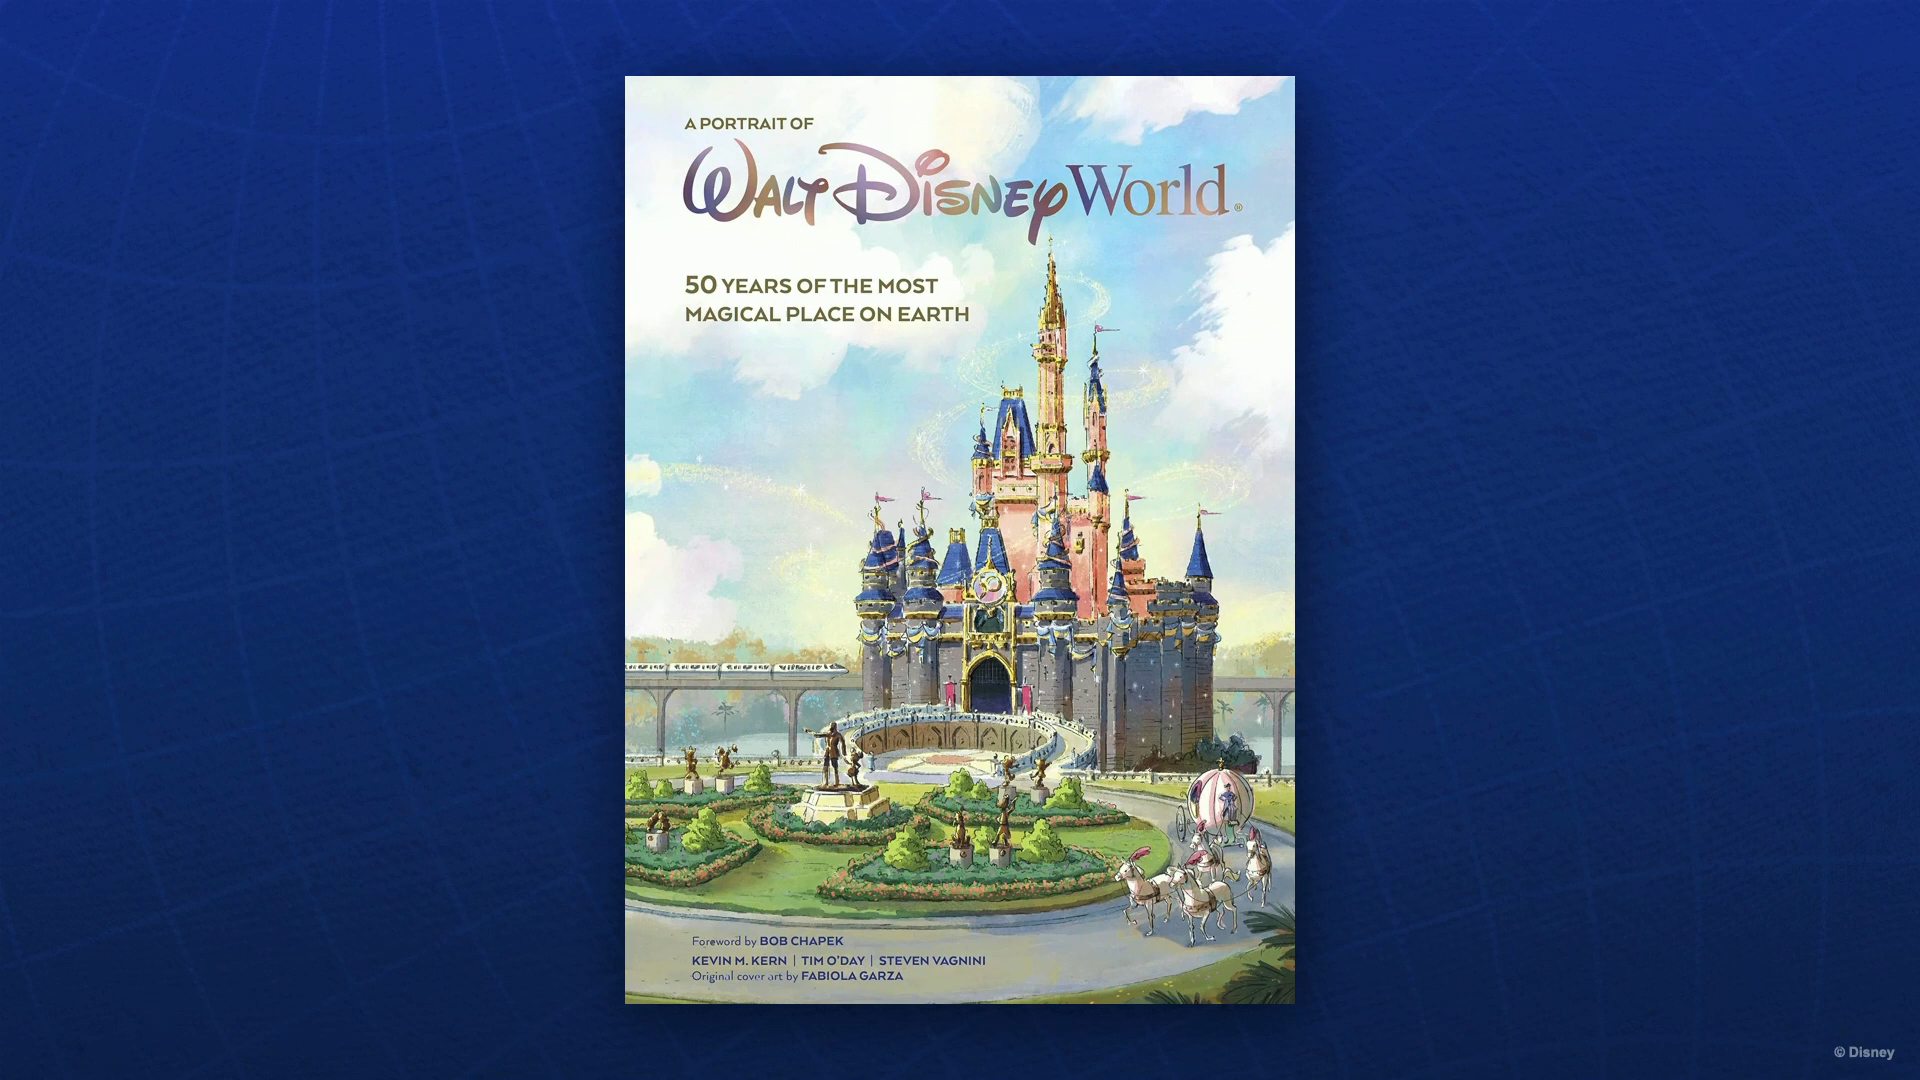 A PORTRAIT OF
WALT DISNEY World®
50 YEARS OF THE MOST
MAGICAL PLACE ON EARTH
Foreword by BOB CHAPEK
KEVIN M. KERN | TIM O'DAY | STEVEN VAGNINI
Original cover art by FABIOLA GARZA
© Disney